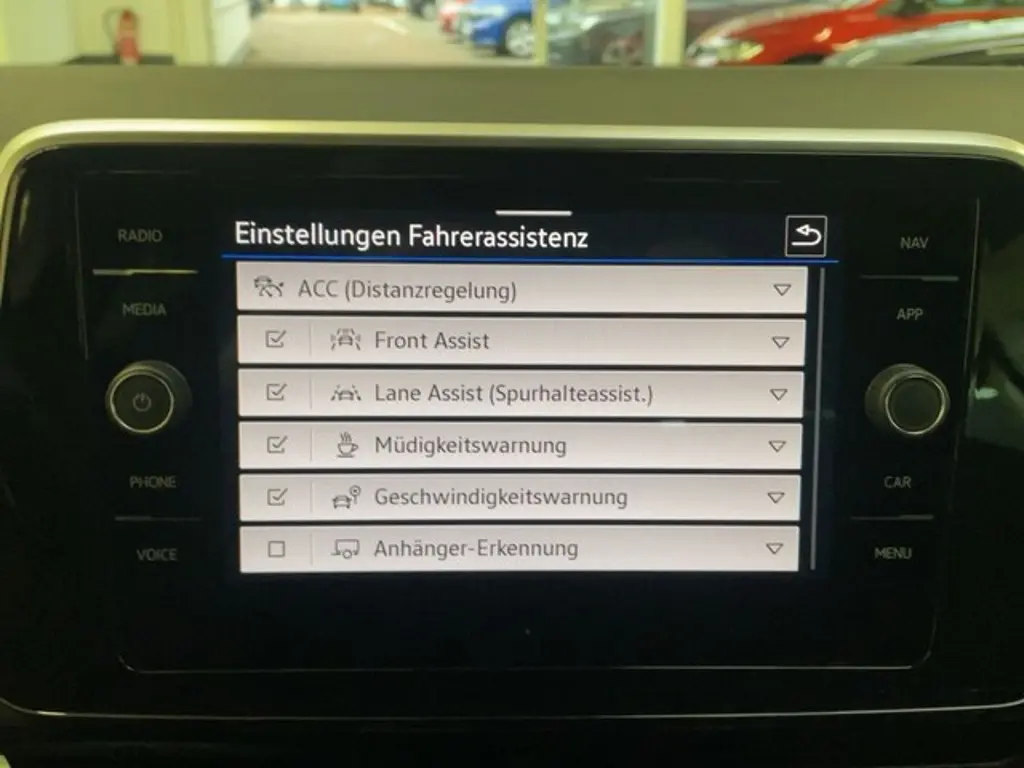 Einstellungen Fahrerassistenz
RADIO
MEDIA
PHONE
VOICE
ACC (Distanzregelung)
Front Assist
Lane Assist (Spurhalteassist.)
Müdigkeitswarnung
Geschwindigkeitswarnung
Anhänger-Erkennung
NAV
APP
CAR
MENU